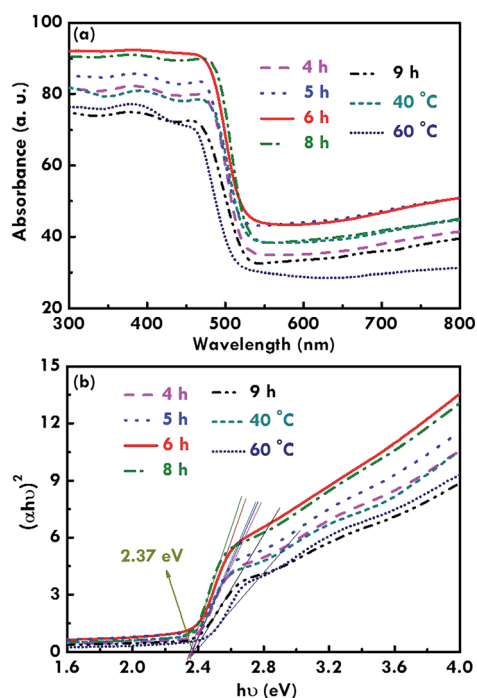 (a)
100
80
60
40
20
Absorbance (a. u.)
4 h
5 h
6 h
8 h
9 h
40 °C
60 °C
300 400 500 600 700 800
Wavelength (nm)
(b)
15
12
9
6
3
0
(αhυ)²
4 h
5 h
6 h
8 h
9 h
40 °C
60 °C
2.37 eV
1.6 2.0 2.4 2.8 3.2 3.6 4.0
hυ (eV)